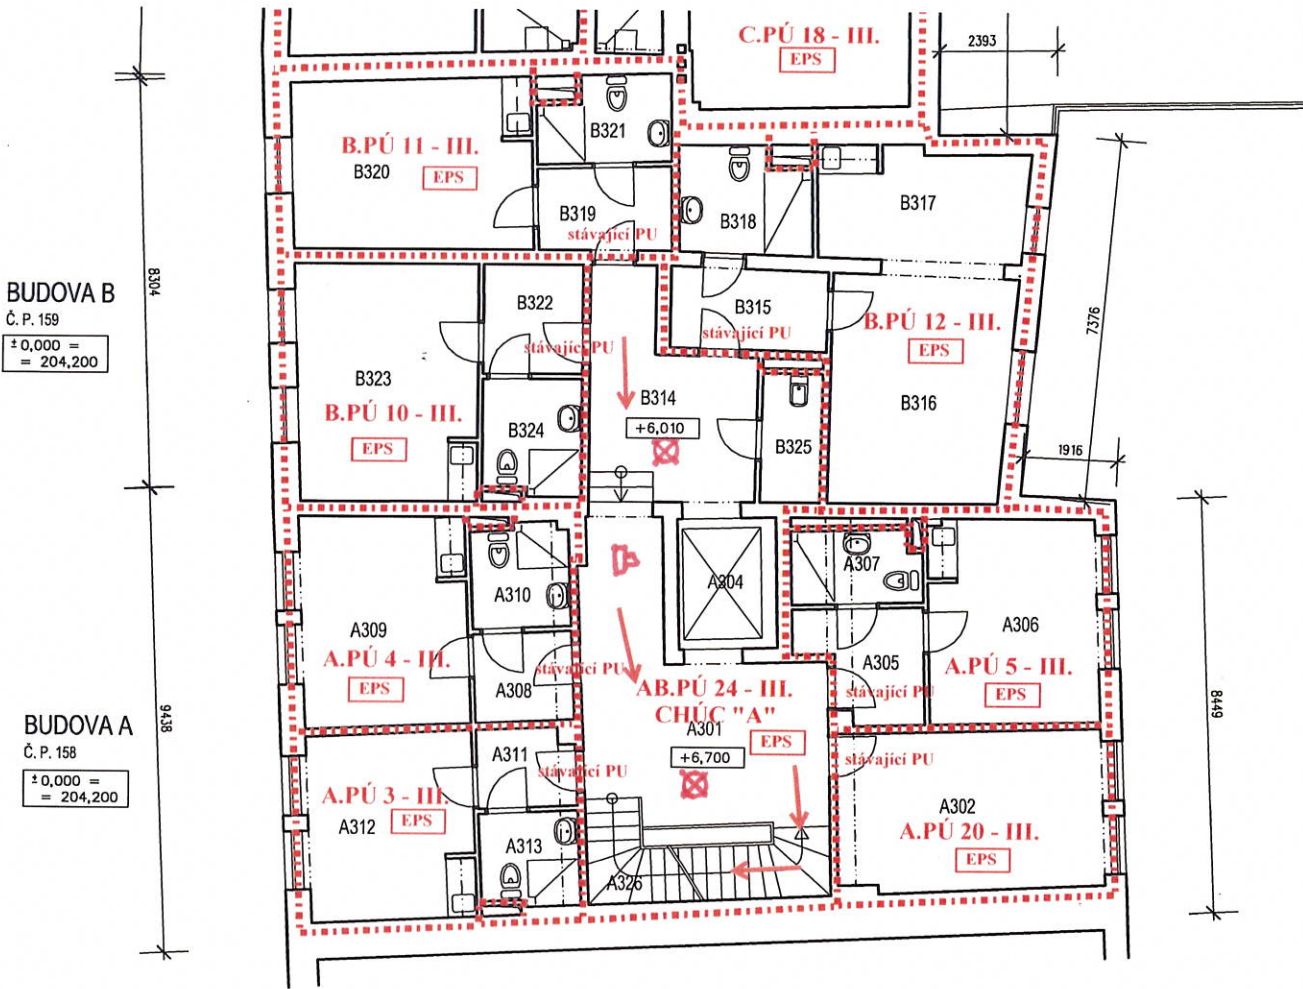 C.PÚ 18 - III.
EPS
2393
B321
B.PÚ 11 - III.
B320
EPS
B319
stávající PU
B318
B317
8304
BUDOVA B
Č. P. 159
±0,000 =
= 204,200
B322
stávající PU
B315
stávající PU
B.PÚ 12 - III.
EPS
7376
B323
B.PÚ 10 - III.
EPS
B324
B314
+6,010
B325
B316
1916
A310
A304
A307
A309
A.PÚ 4 - III.
EPS
A308
stávající PU
A306
A305
A.PÚ 5 - III.
stávající PU
EPS
AB.PÚ 24 - III.
CHÚC "A"
A301
EPS
+6,700
9438
8449
BUDOVA A
Č. P. 158
±0,000 =
= 204,200
A311
stávající PU
A.PÚ 3 - III.
A312
EPS
A313
A326
stávající PU
A302
A.PÚ 20 - III.
EPS